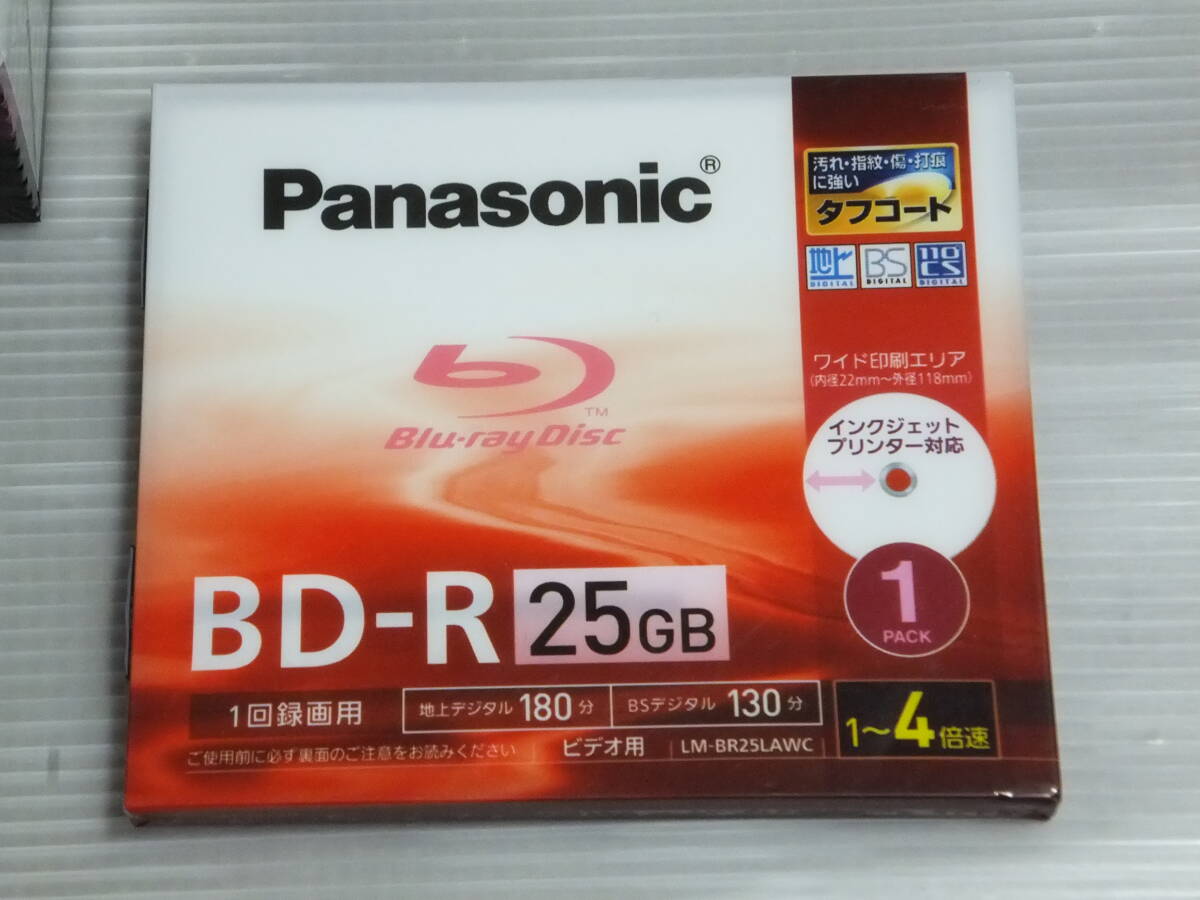 Panasonic®
汚れ・指紋・傷・打痕
に強い
タフコート
地上
DIGITAL
BS
DIGITAL
110°
CS
DIGITAL
ワイド印刷エリア
(内径22mm~外径118mm)
インクジェット
プリンター対応
Blu-ray Disc™
1
PACK
BD-R 25GB
1回録画用
地上デジタル 180分
BSデジタル 130分
1~4倍速
ご使用前に必ず裏面のご注意をお読みください
ビデオ用
LM-BR25LAWC